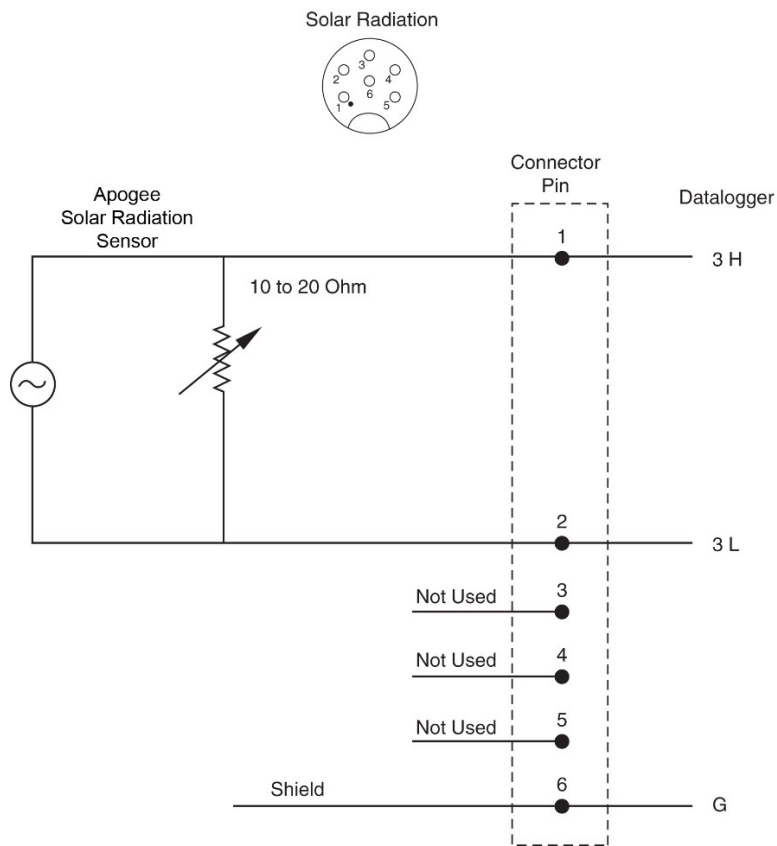 Solar Radiation
3
2
4
6
1
5
Connector
Pin
Datalogger
Apogee
Solar Radiation
Sensor
1
3 H
10 to 20 Ohm
2
3 L
3
Not Used
4
Not Used
5
Not Used
6
Shield
G